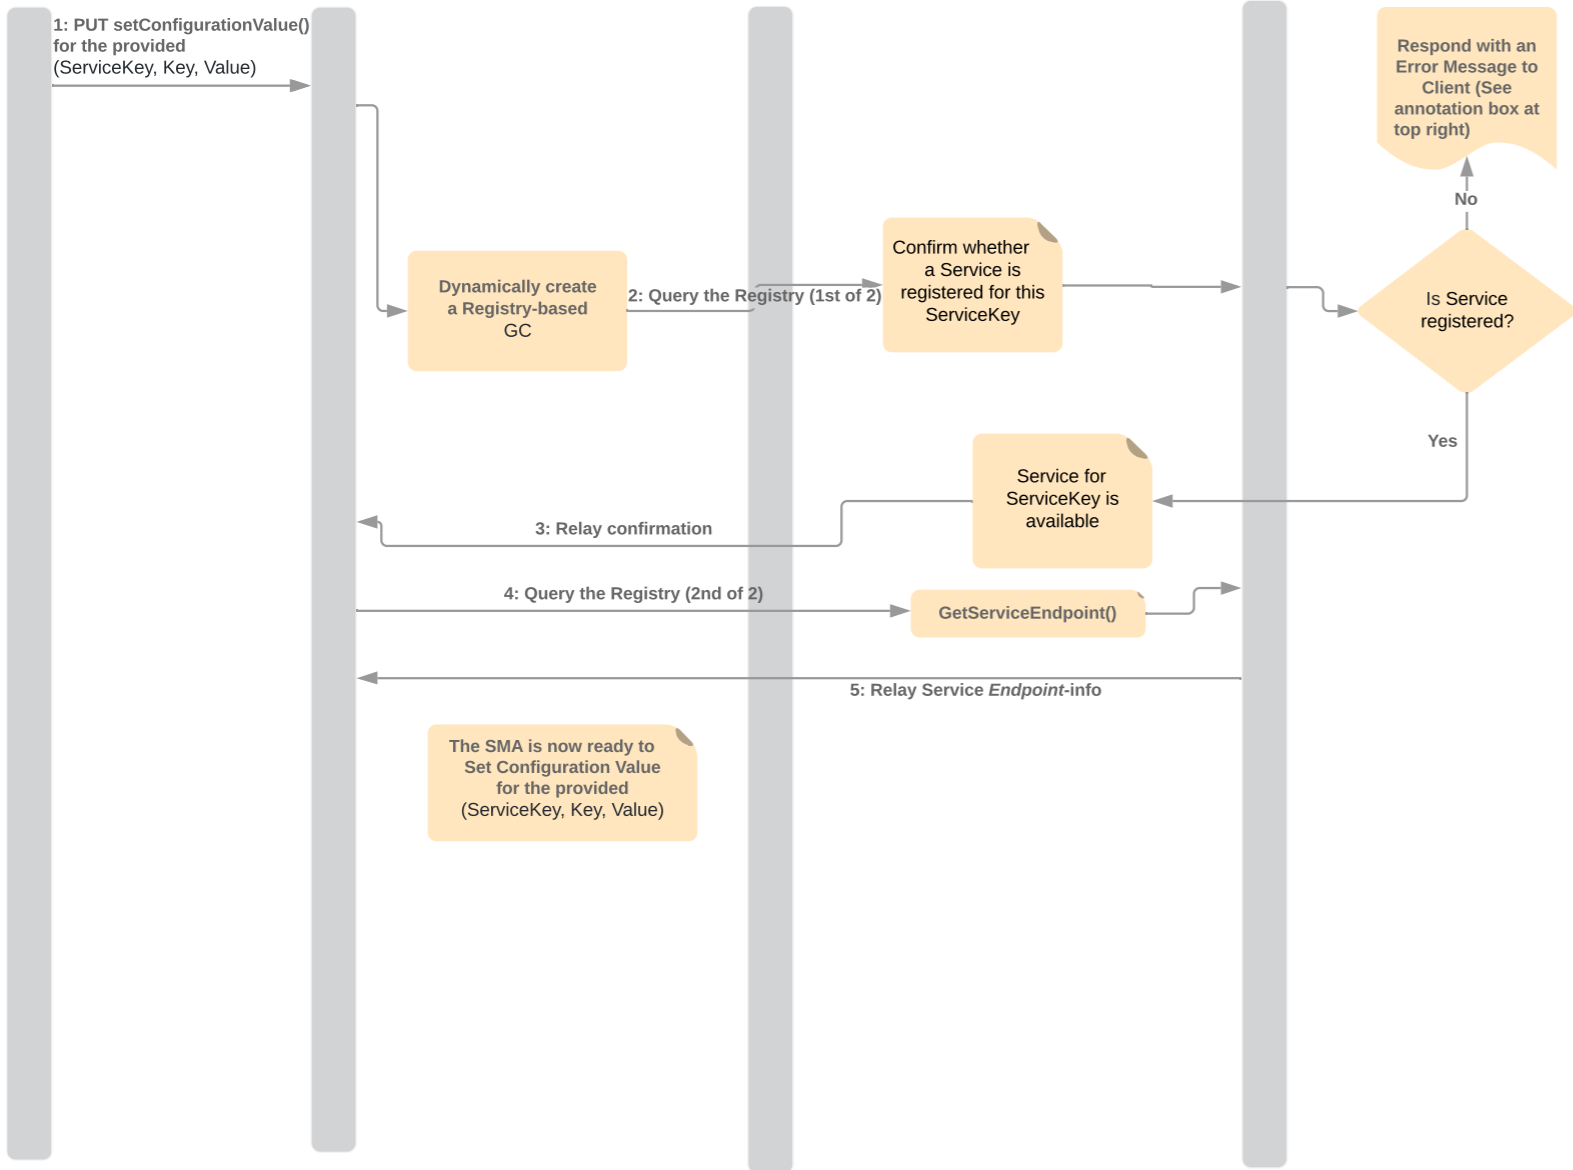 1: PUT setConfigurationValue()
for the provided
(ServiceKey, Key, Value)
Respond with an
Error Message to
Client (See
annotation box at
top right)
No
Confirm whether
a Service is
registered for this
ServiceKey
Dynamically create
a Registry-based
GC
2: Query the Registry (1st of 2)
Is Service
registered?
Yes
Service for
ServiceKey is
available
3: Relay confirmation
4: Query the Registry (2nd of 2)
GetServiceEndpoint()
5: Relay Service Endpoint-info
The SMA is now ready to
Set Configuration Value
for the provided
(ServiceKey, Key, Value)